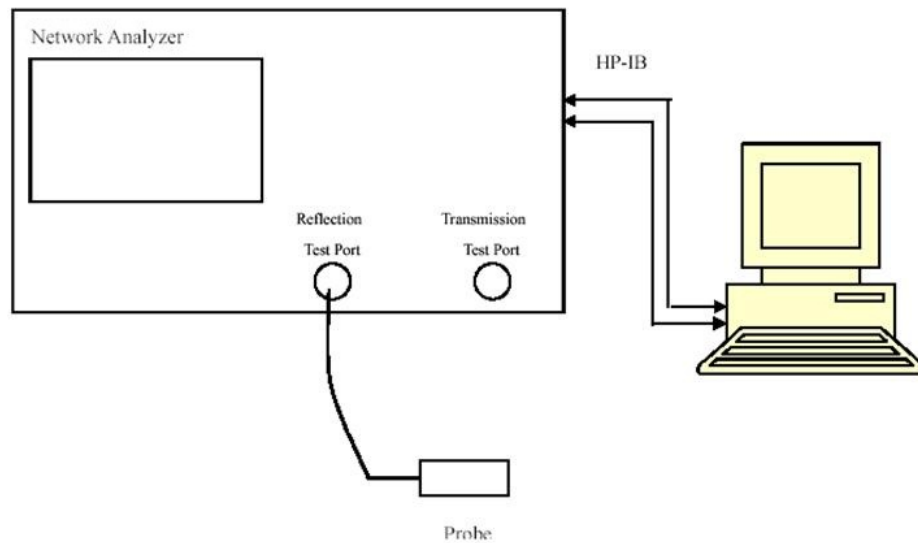 Network Analyzer
HP-IB
Reflection
Test Port
Transmission
Test Port
Probe